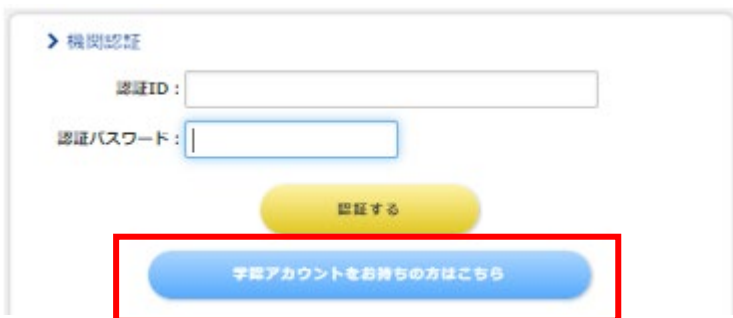 機関認証
認証ID：
認証パスワード：
認証する
学認アカウントをお持ちの方はこちら